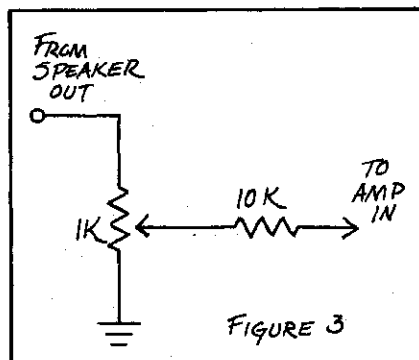 FROM
SPEAKER
OUT
1K
10K
TO
AMP
IN
FIGURE 3